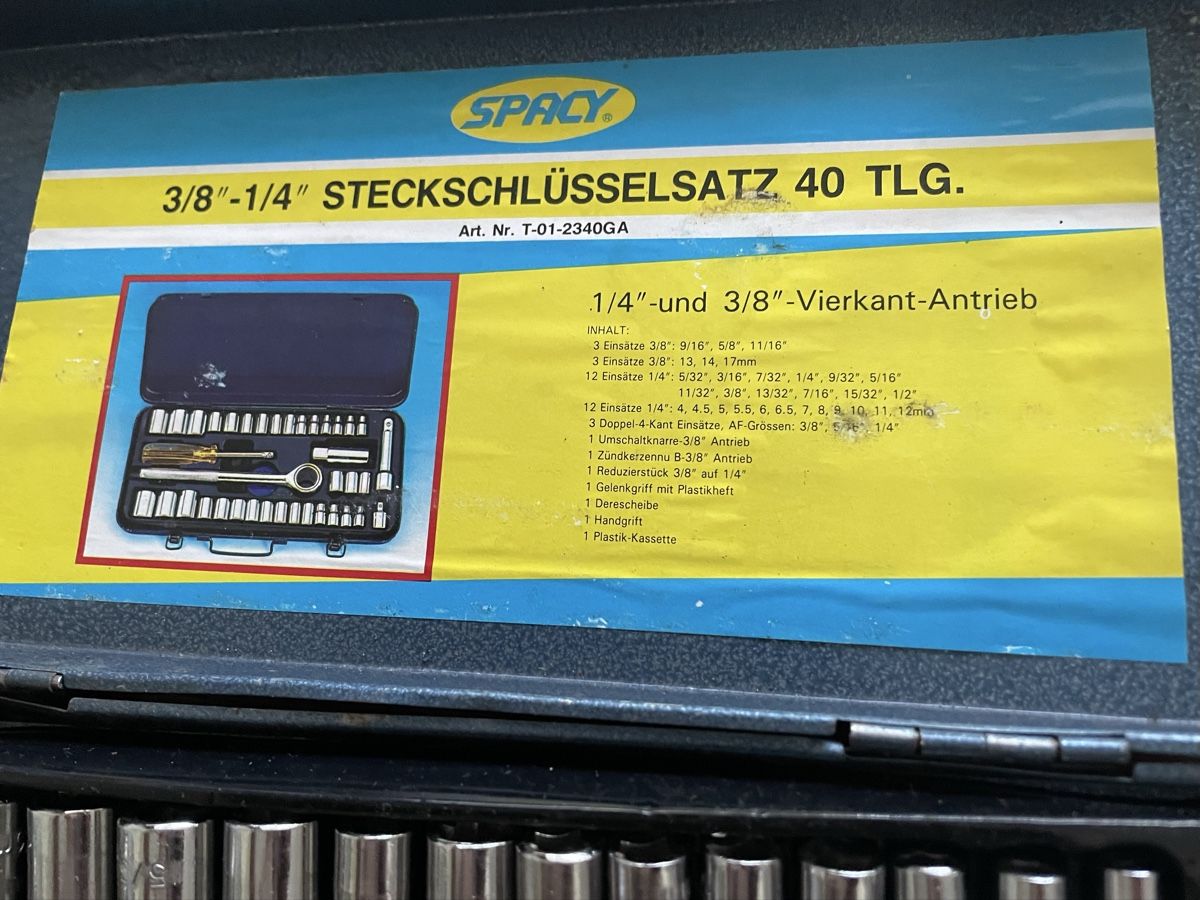 SPACY®
3/8"-1/4" STECKSCHLÜSSELSATZ 40 TLG.
Art. Nr. T-01-2340GA
1/4"-und 3/8"-Vierkant-Antrieb
INHALT:
3 Einsätze 3/8": 9/16", 5/8", 11/16"
3 Einsätze 3/8": 13, 14, 17mm
12 Einsätze 1/4": 5/32", 3/16", 7/32", 1/4", 9/32", 5/16"
11/32", 3/8", 13/32", 7/16", 15/32", 1/2"
12 Einsätze 1/4": 4, 4.5, 5, 5.5, 6, 6.5, 7, 8, 9, 10, 11, 12mm
3 Doppel-4-Kant Einsätze, AF-Grössen: 3/8", 5/16", 1/4"
1 Umschaltknarre-3/8" Antrieb
1 Zündkerzennu B-3/8" Antrieb
1 Reduzierstück 3/8" auf 1/4"
1 Gelenkgriff mit Plastikheft
1 Derescheibe
1 Handgrift
1 Plastik-Kassette